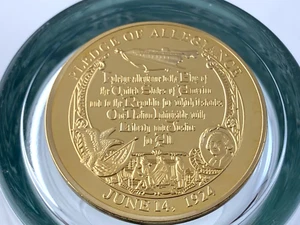 PLEDGE OF ALLEGIANCE
I pledge allegiance to the Flag of
the United States of America
and to the Republic for which it stands,
One Nation Indivisible with
Liberty and Justice
for All
JUNE 14, 1924